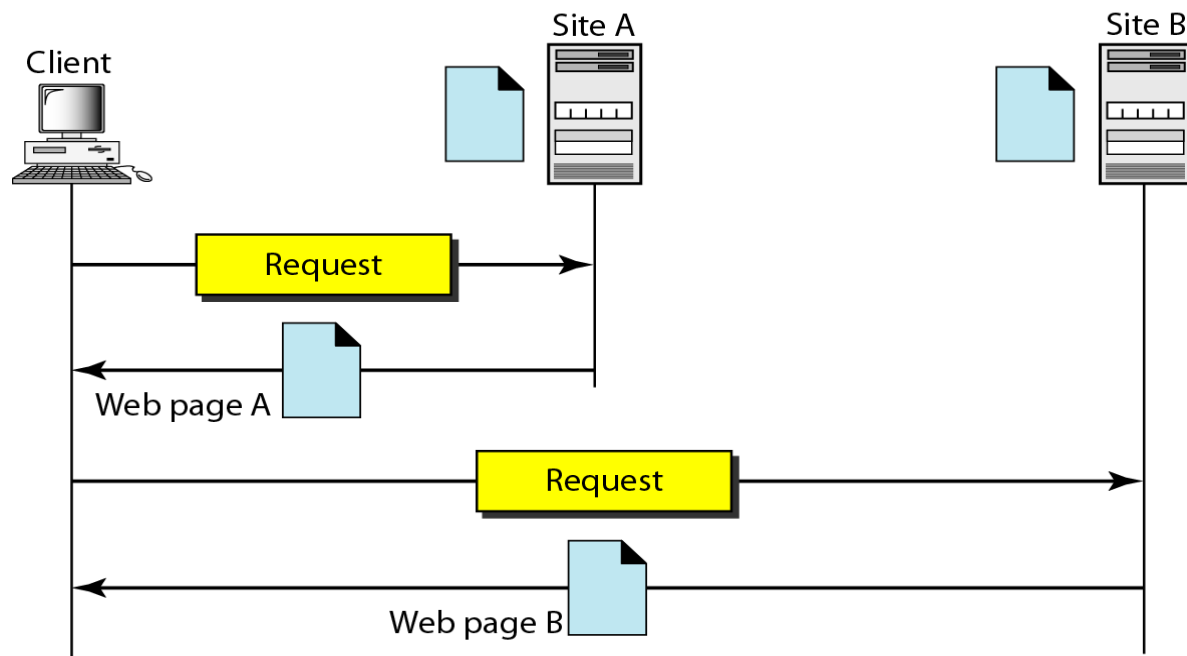 Client
Site A
Site B
Request
Web page A
Request
Web page B